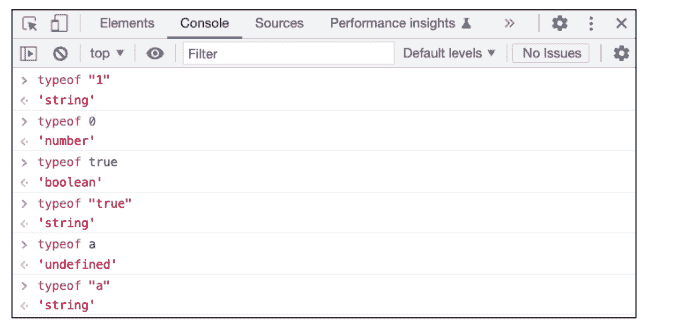 Elements Console Sources Performance insights »
top ▼ Filter Default levels ▼ No Issues
> typeof "1"
<· 'string'
> typeof 0
<· 'number'
> typeof true
<· 'boolean'
> typeof "true"
<· 'string'
> typeof a
<· 'undefined'
> typeof "a"
<· 'string'